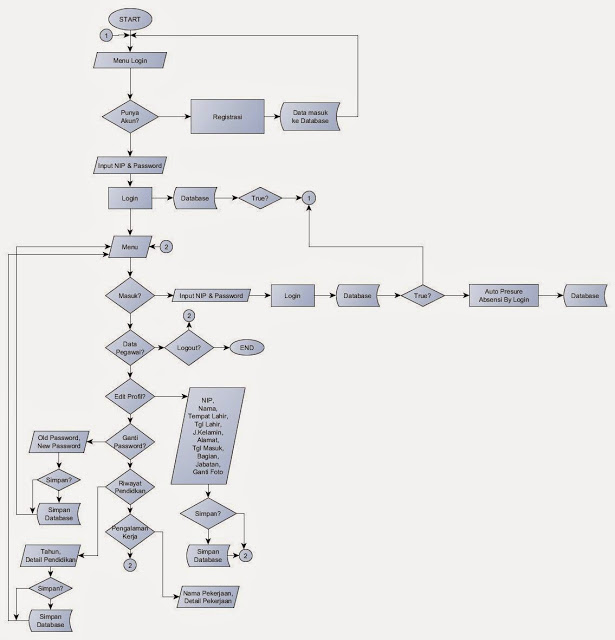 START
1
Menu Login
Punya
Akun?
Registrasi
Data masuk
ke Database
Input NIP & Password
Login
Database
True?
1
Menu
2
Masuk?
Input NIP & Password
Login
Database
True?
Auto Presure
Absensi By Login
Database
2
Data
Pegawai?
Logout?
END
Edit Profil?
NIP,
Nama,
Tempat Lahir,
Tgl Lahir,
J.Kelamin,
Alamat,
Tgl Masuk,
Bagian,
Jabatan,
Ganti Foto
Old Password,
New Password
Ganti
Password?
Simpan?
Riwayat
Pendidkan
Simpan
Database
Simpan?
Pengalaman
Kerja
Simpan
Database
2
Tahun,
Detail Pendidikan
2
Simpan?
Nama Pekerjaan,
Detail Pekerjaan
Simpan
Database